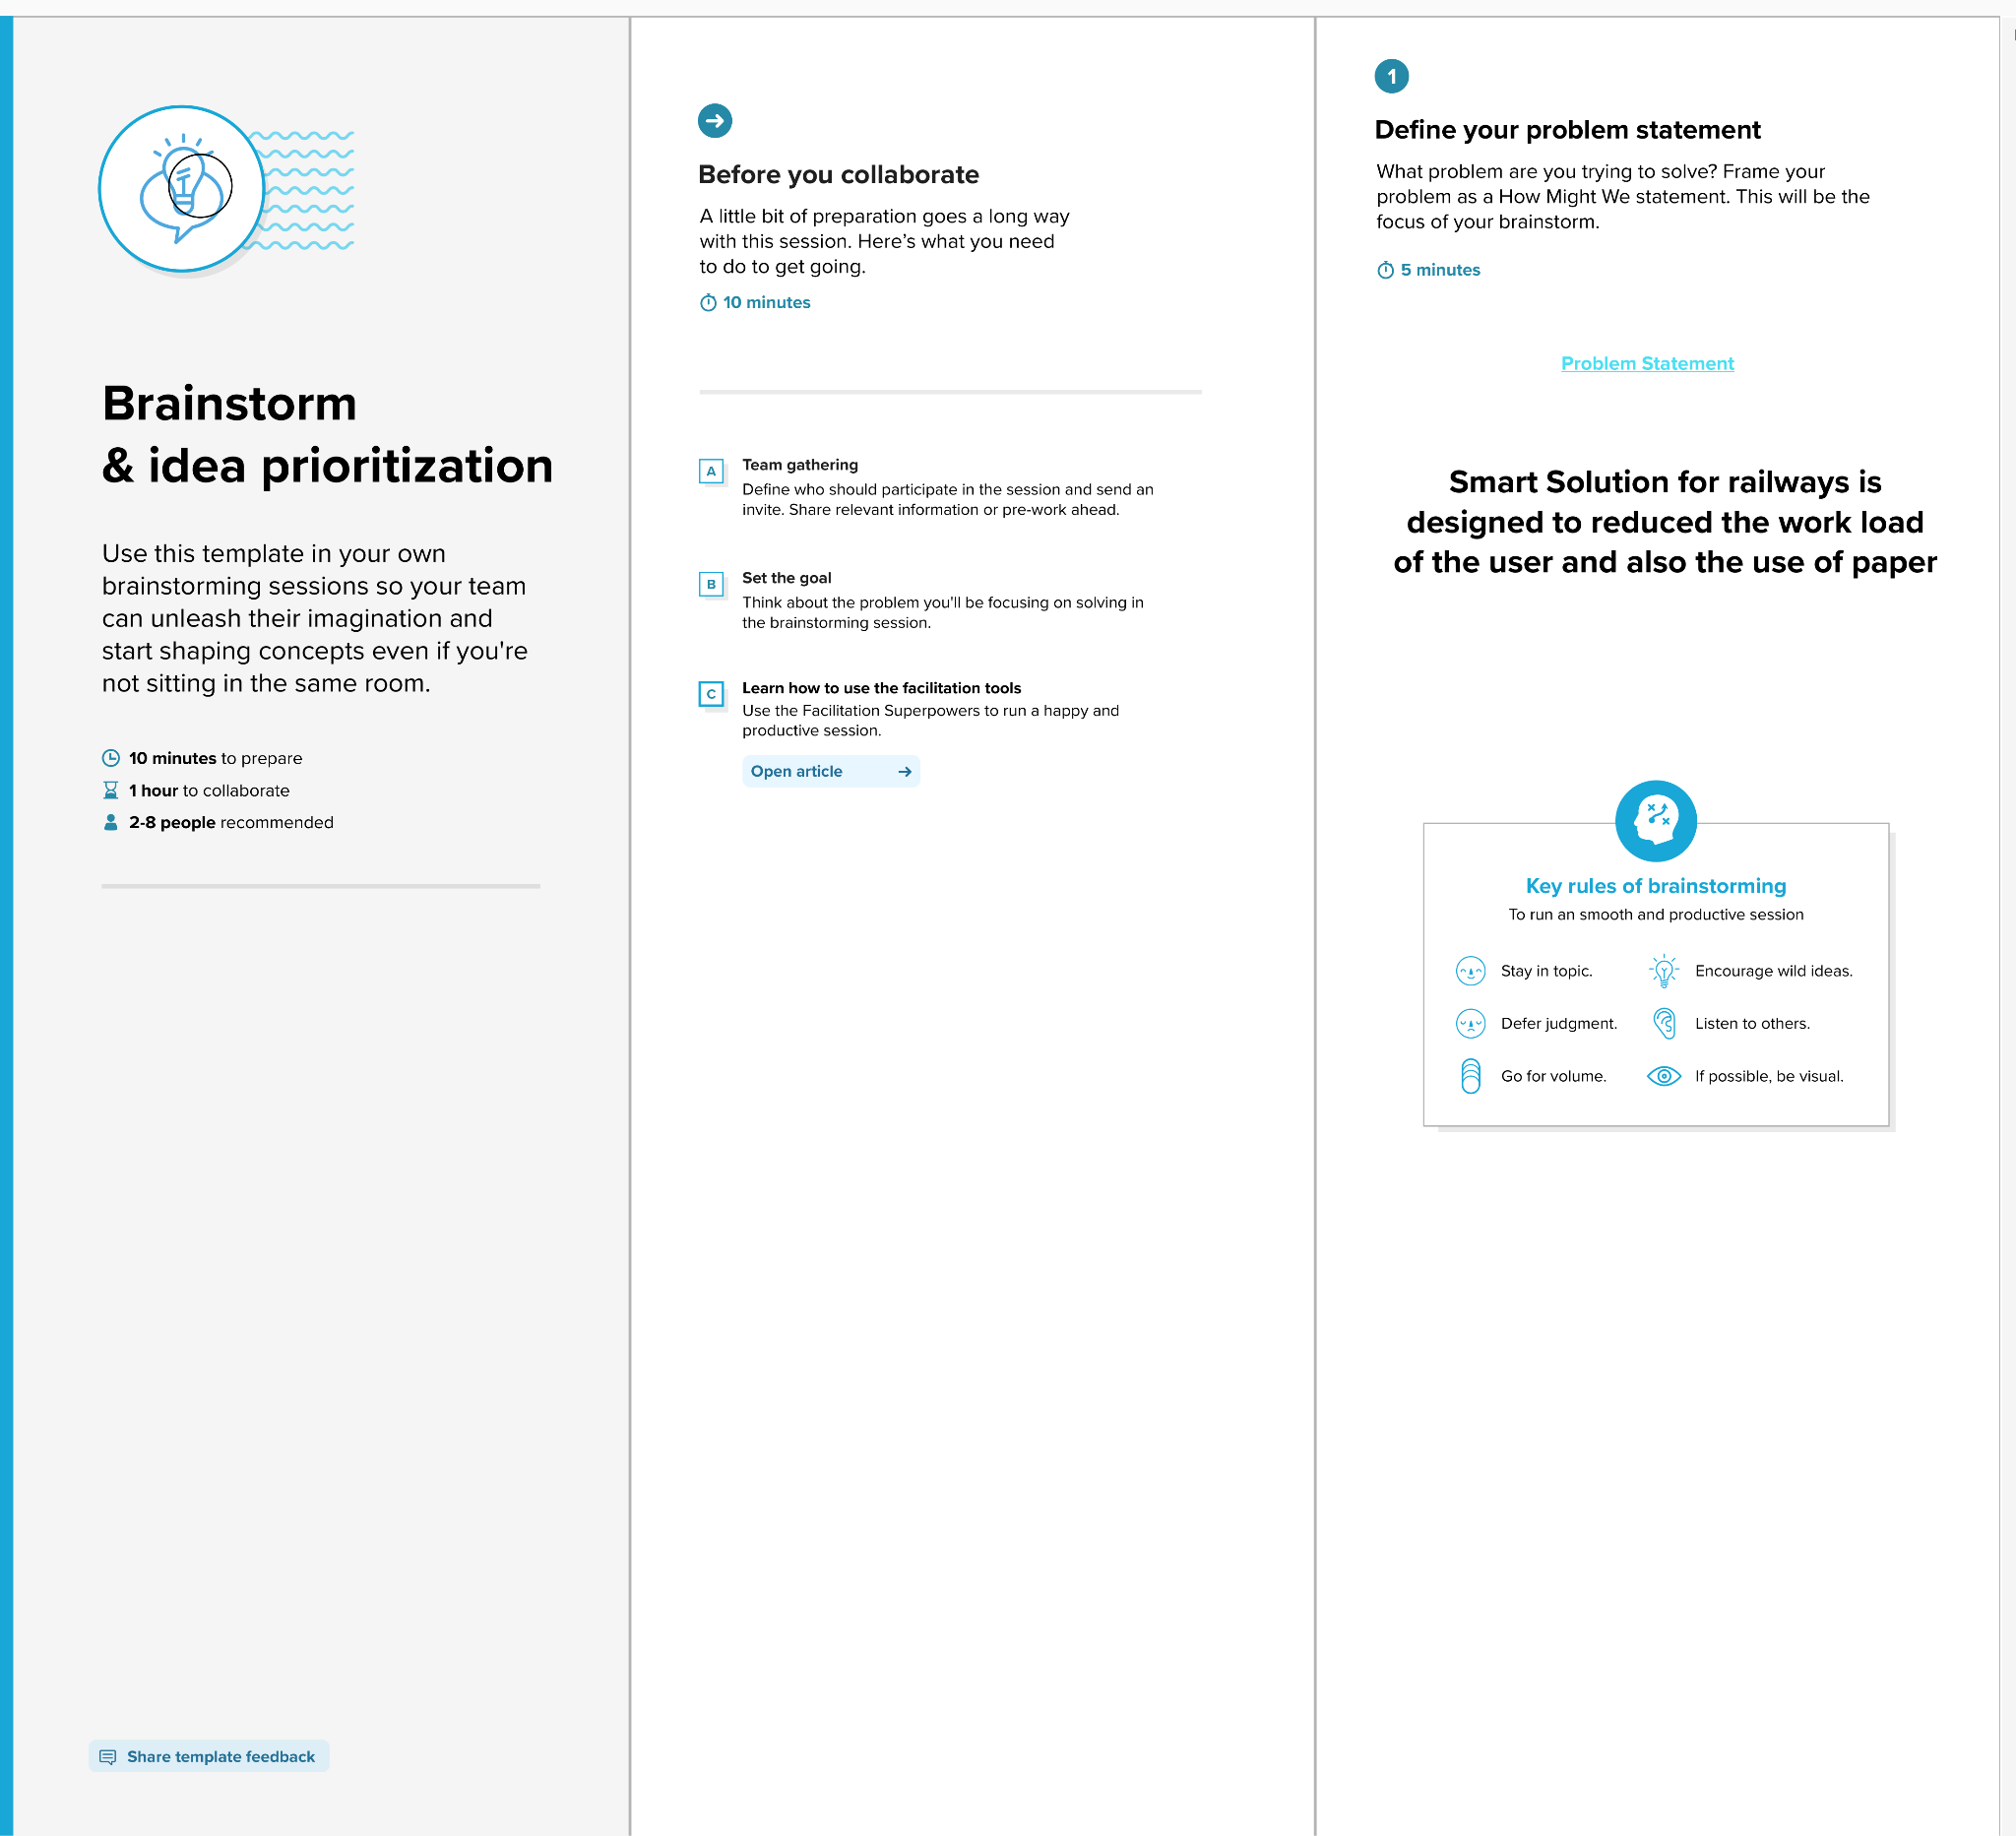 Brainstorm
& idea prioritization
Use this template in your own
brainstorming sessions so your team
can unleash their imagination and
start shaping concepts even if you're
not sitting in the same room.
10 minutes to prepare
1 hour to collaborate
2-8 people recommended
Share template feedback
Before you collaborate
A little bit of preparation goes a long way
with this session. Here’s what you need
to do to get going.
10 minutes
A
Team gathering
Define who should participate in the session and send an
invite. Share relevant information or pre-work ahead.
B
Set the goal
Think about the problem you'll be focusing on solving in
the brainstorming session.
C
Learn how to use the facilitation tools
Use the Facilitation Superpowers to run a happy and
productive session.
Open article
1
Define your problem statement
What problem are you trying to solve? Frame your
problem as a How Might We statement. This will be the
focus of your brainstorm.
5 minutes
Problem Statement
Smart Solution for railways is
designed to reduced the work load
of the user and also the use of paper
Key rules of brainstorming
To run an smooth and productive session
Stay in topic. Encourage wild ideas.
Defer judgment. Listen to others.
Go for volume. If possible, be visual.